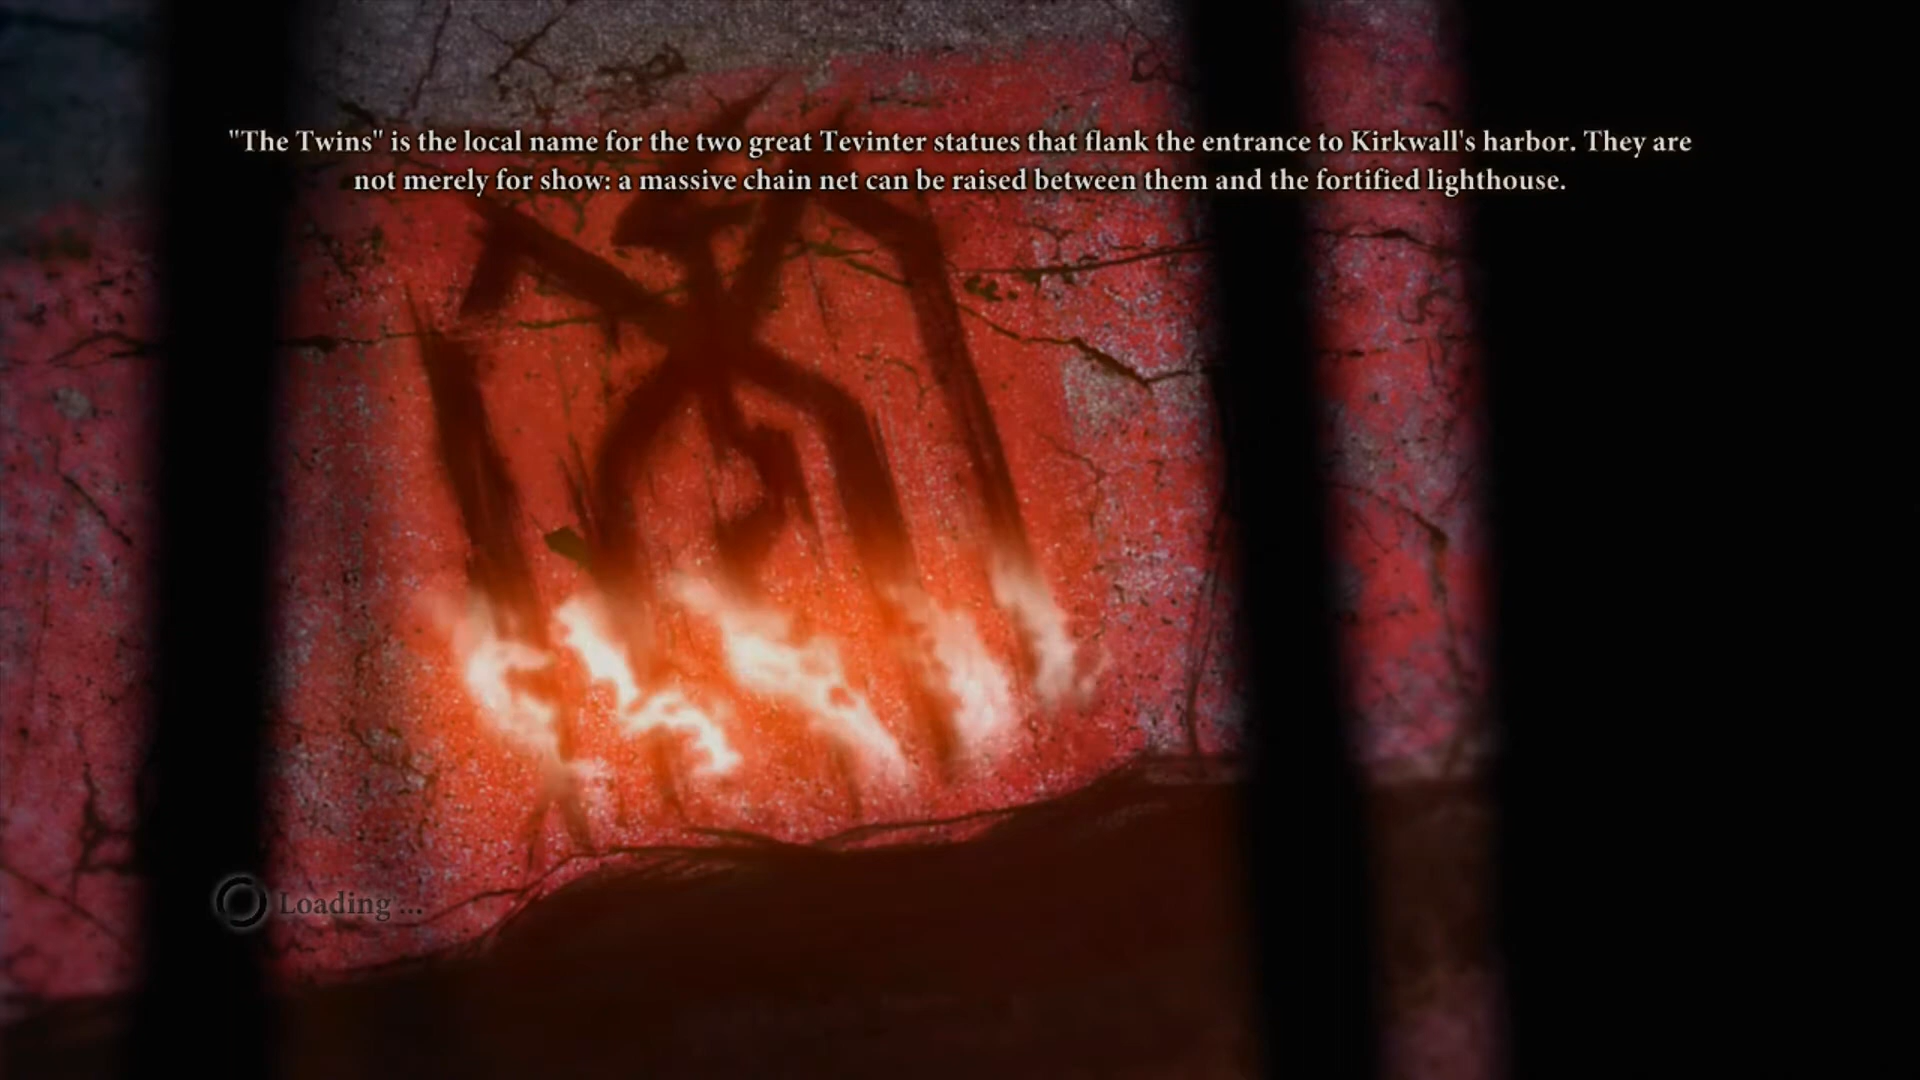 "The Twins" is the local name for the two great Tevinter statues that flank the entrance to Kirkwall's harbor. They are
not merely for show: a massive chain net can be raised between them and the fortified lighthouse.
Loading ...